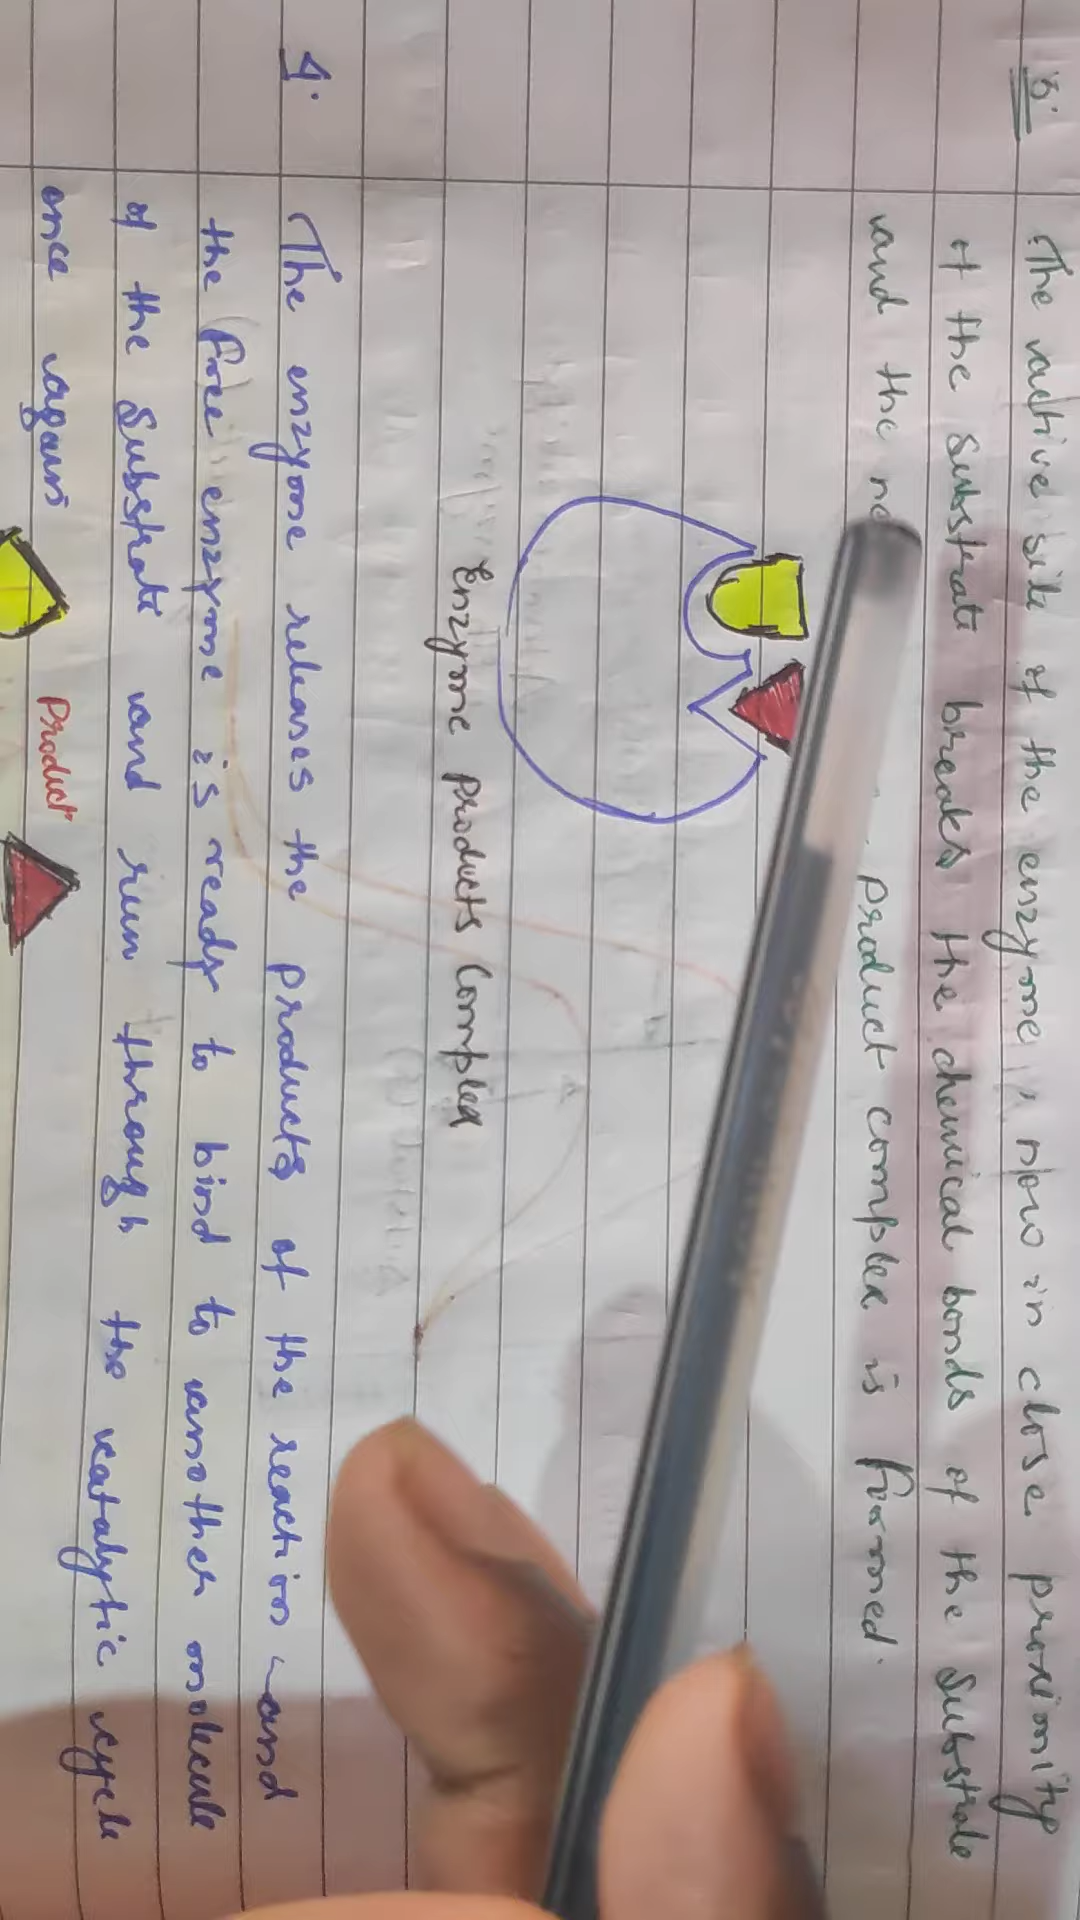 3.
The active site of the enzyme, now in close proximity
of the substrate breaks the chemical bonds of the substrate
and the product complex is formed.
Enzyme products Complex
4.
The enzyme releases the products of the reaction and
the free enzyme is ready to bind to another molecule
of the Substrate and run through the catalytic cycle
once again
Product